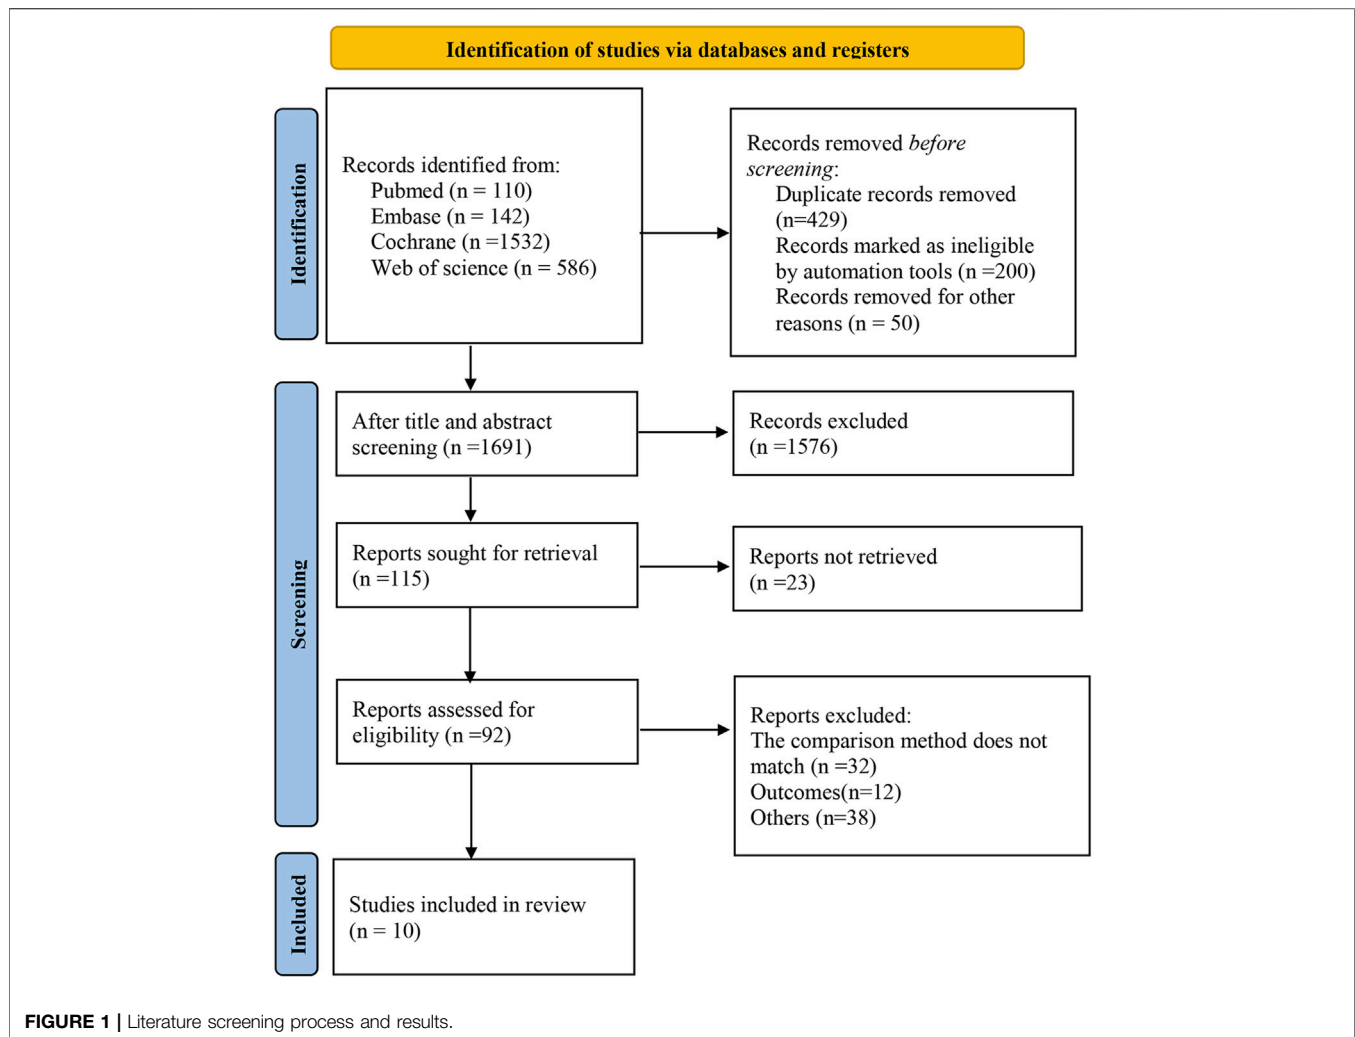 Identification of studies via databases and registers
Identification
Records identified from:
Pubmed (n = 110)
Embase (n = 142)
Cochrane (n =1532)
Web of science (n = 586)
Records removed before
screening:
Duplicate records removed
(n=429)
Records marked as ineligible
by automation tools (n =200)
Records removed for other
reasons (n = 50)
Screening
After title and abstract
screening (n =1691)
Records excluded
(n =1576)
Reports sought for retrieval
(n =115)
Reports not retrieved
(n =23)
Reports assessed for
eligibility (n =92)
Reports excluded:
The comparison method does not
match (n =32)
Outcomes(n=12)
Others (n=38)
Included
Studies included in review
(n = 10)
FIGURE 1 | Literature screening process and results.